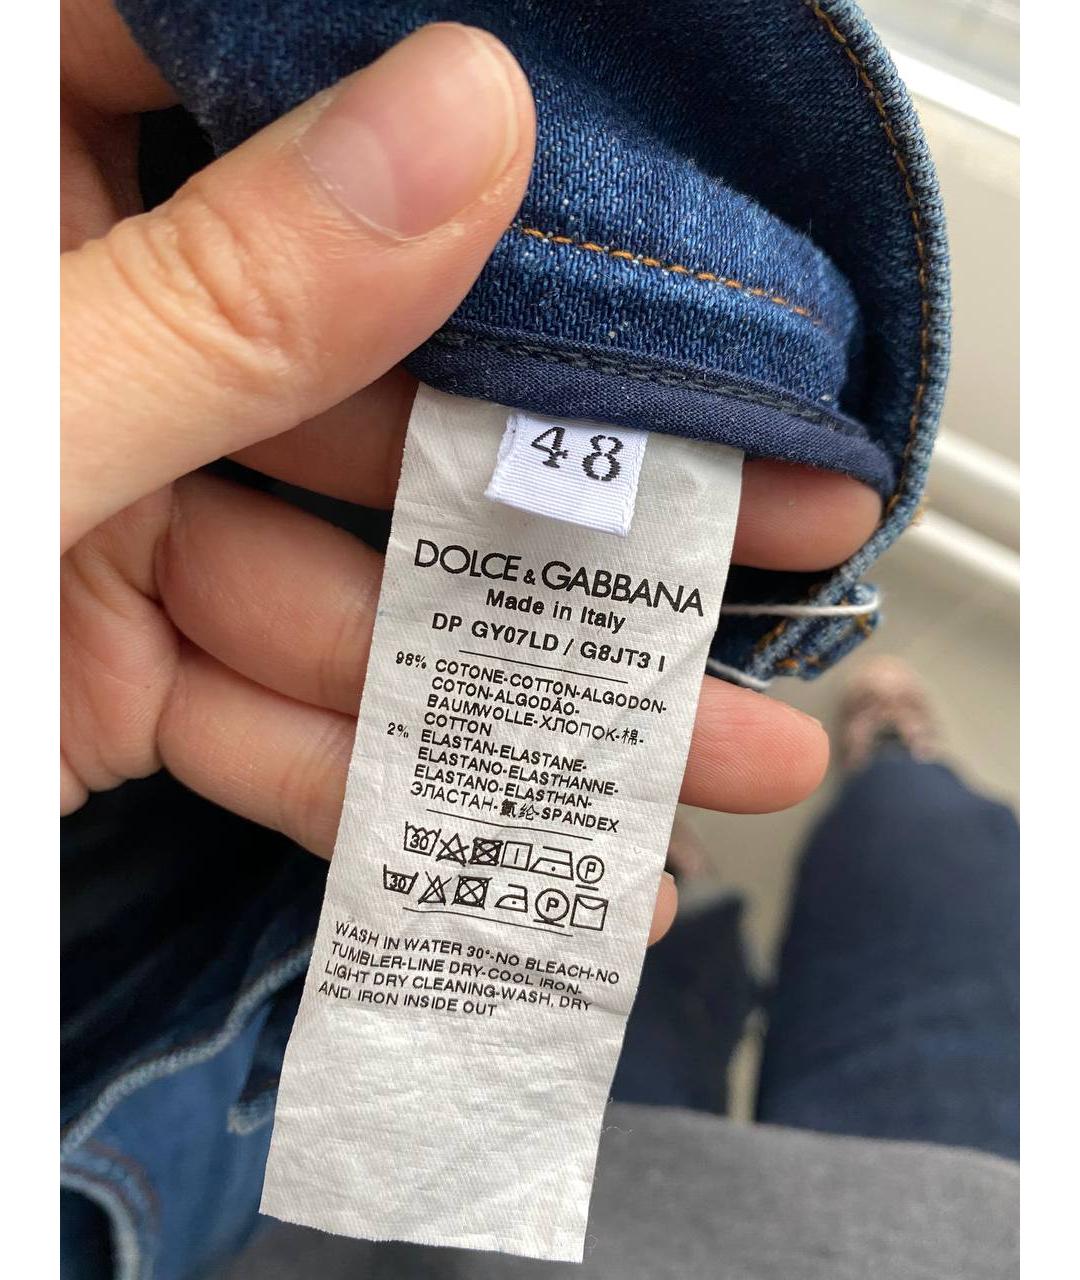 48
DOLCE & GABBANA
Made in Italy
DP GY07LD / G8JT3 I
98% COTONE-COTTON-ALGODON-
COTON-ALGODÃO-
BAUMWOLLE-ХЛОПОК-棉-
COTTON
2% ELASTAN-ELASTANE-
ELASTANO-ELASTHANNE-
ELASTANO-ELASTHAN-
ЭЛАСТАН-氨纶-SPANDEX
30 P
30 P
WASH IN WATER 30°-NO BLEACH-NO
TUMBLER-LINE DRY-COOL IRON-
LIGHT DRY CLEANING-WASH, DRY
AND IRON INSIDE OUT